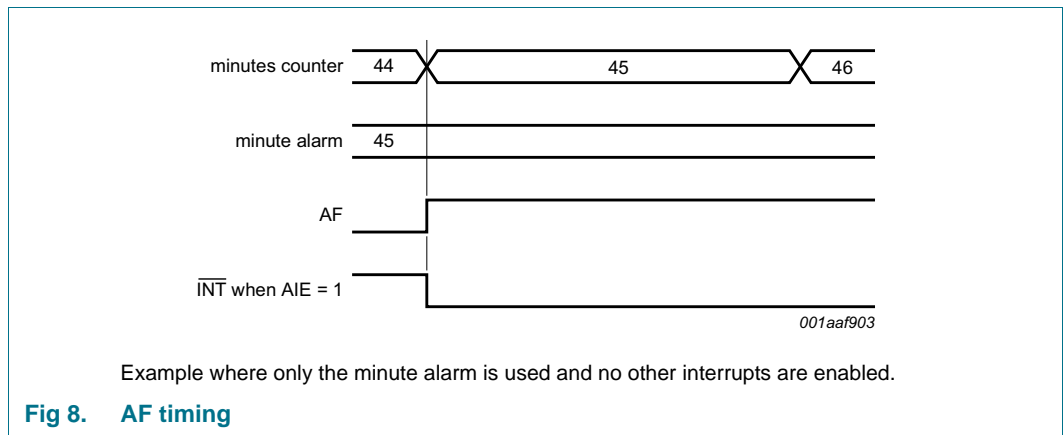 minutes counter 44 45 46
minute alarm 45
AF
INT when AIE = 1
001aaf903
Example where only the minute alarm is used and no other interrupts are enabled.
Fig 8. AF timing